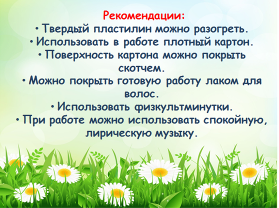 Рекомендации:
• Твердый пластилин можно разогреть.
• Использовать в работе плотный картон.
• Поверхность картона можно покрыть
скотчем.
• Можно покрыть готовую работу лаком для
волос.
• Использовать физкультминутки.
• При работе можно использовать спокойную,
лирическую музыку.